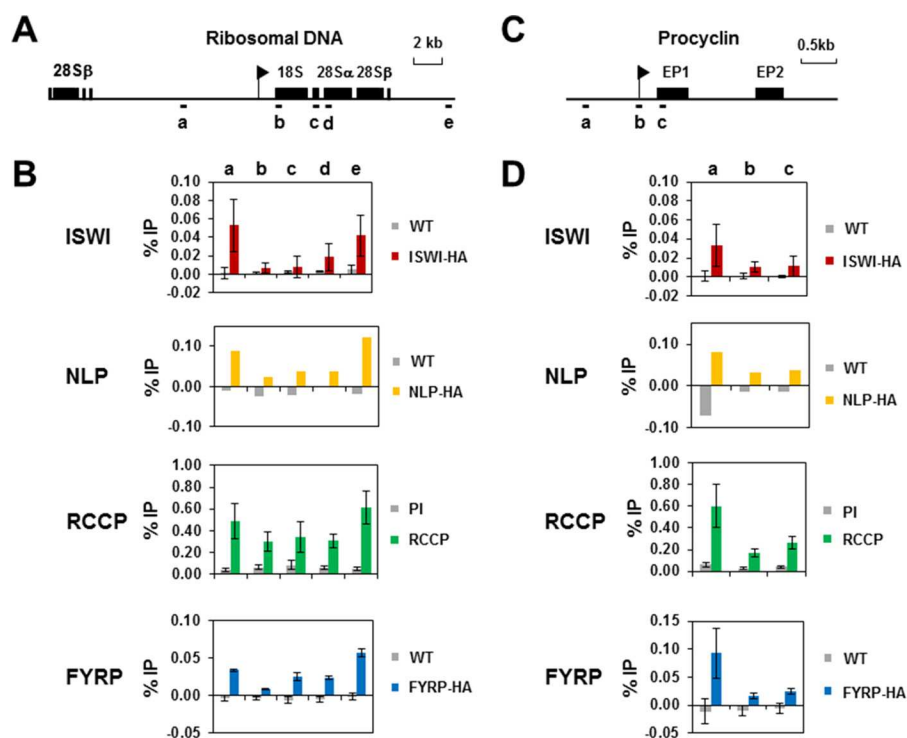 A
Ribosomal DNA
2 kb
28Sβ
18S
28Sα
28Sβ
a
b
c
d
e
C
Procyclin
0.5kb
EP1
EP2
a
b
c
B
a b c d e
ISWI
% IP
0.10
0.08
0.06
0.04
0.02
0.00
-0.02
WT
ISWI-HA
NLP
% IP
0.10
0.00
-0.10
WT
NLP-HA
RCCP
% IP
1.00
0.80
0.60
0.40
0.20
0.00
PI
RCCP
FYRP
% IP
0.10
0.05
0.00
-0.05
WT
FYRP-HA
D
a b c
ISWI
% IP
0.10
0.08
0.06
0.04
0.02
0.00
-0.02
WT
ISWI-HA
NLP
% IP
0.10
0.00
-0.10
WT
NLP-HA
RCCP
% IP
1.00
0.80
0.60
0.40
0.20
0.00
PI
RCCP
FYRP
% IP
0.15
0.10
0.05
0.00
-0.05
WT
FYRP-HA